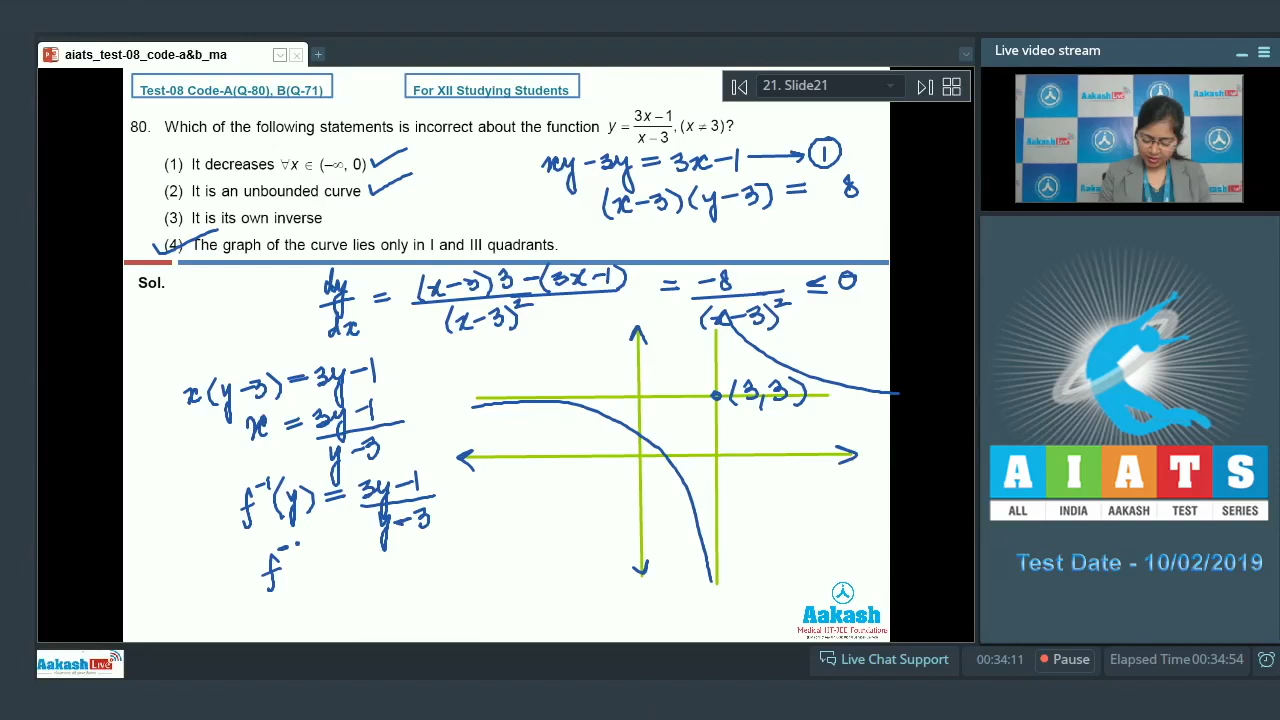 aiats_test-08_code-a&b_ma
Live video stream
Test-08 Code-A(Q-80), B(Q-71)
For XII Studying Students
21. Slide21
80. Which of the following statements is incorrect about the function y = (3x – 1)/(x – 3), (x ≠ 3)?
(1) It decreases ∀x ∈ (–∞, 0)
(2) It is an unbounded curve
(3) It is its own inverse
(4) The graph of the curve lies only in I and III quadrants.
xy – 3y = 3x – 1 → 1
(x – 3)(y – 3) = 8
Sol.
dy/dx = ((x – 3)3 – (3x – 1))/(x – 3)² = –8/(x – 3)² ≤ 0
x(y – 3) = 3y – 1
x = (3y – 1)/(y – 3)
f⁻¹(y) = (3y – 1)/(y – 3)
f⁻
(3,3)
Aakash
Medical|IIT-JEE|Foundations
AIATS
ALL INDIA AAKASH TEST SERIES
Test Date - 10/02/2019
Aakash Live
Live Chat Support
00:34:11
Pause
Elapsed Time 00:34:54